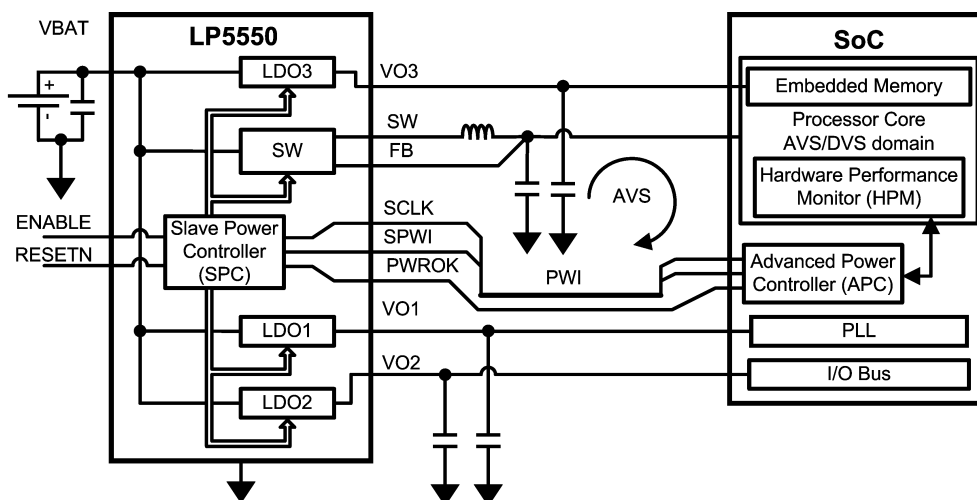 VBAT
+
-
ENABLE
RESETN
LP5550
LDO3
SW
Slave Power
Controller
(SPC)
LDO1
LDO2
VO3
SW
FB
SCLK
SPWI
PWROK
VO1
VO2
AVS
PWI
SoC
Embedded Memory
Processor Core
AVS/DVS domain
Hardware Performance
Monitor (HPM)
Advanced Power
Controller (APC)
PLL
I/O Bus